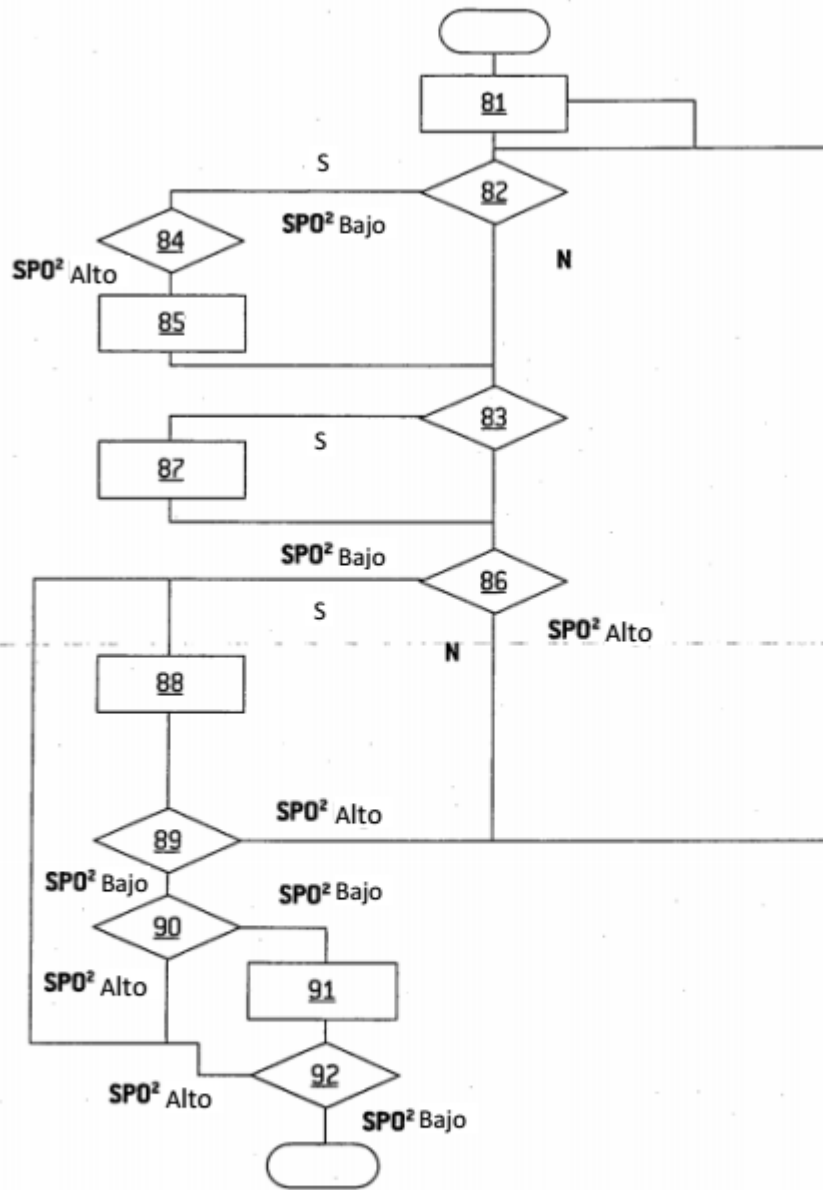 81
S
82
SPO² Bajo
84
N
SPO² Alto
85
83
S
87
SPO² Bajo
86
S
SPO² Alto
N
88
SPO² Alto
89
SPO² Bajo
SPO² Bajo
90
SPO² Alto
91
92
SPO² Alto
SPO² Bajo